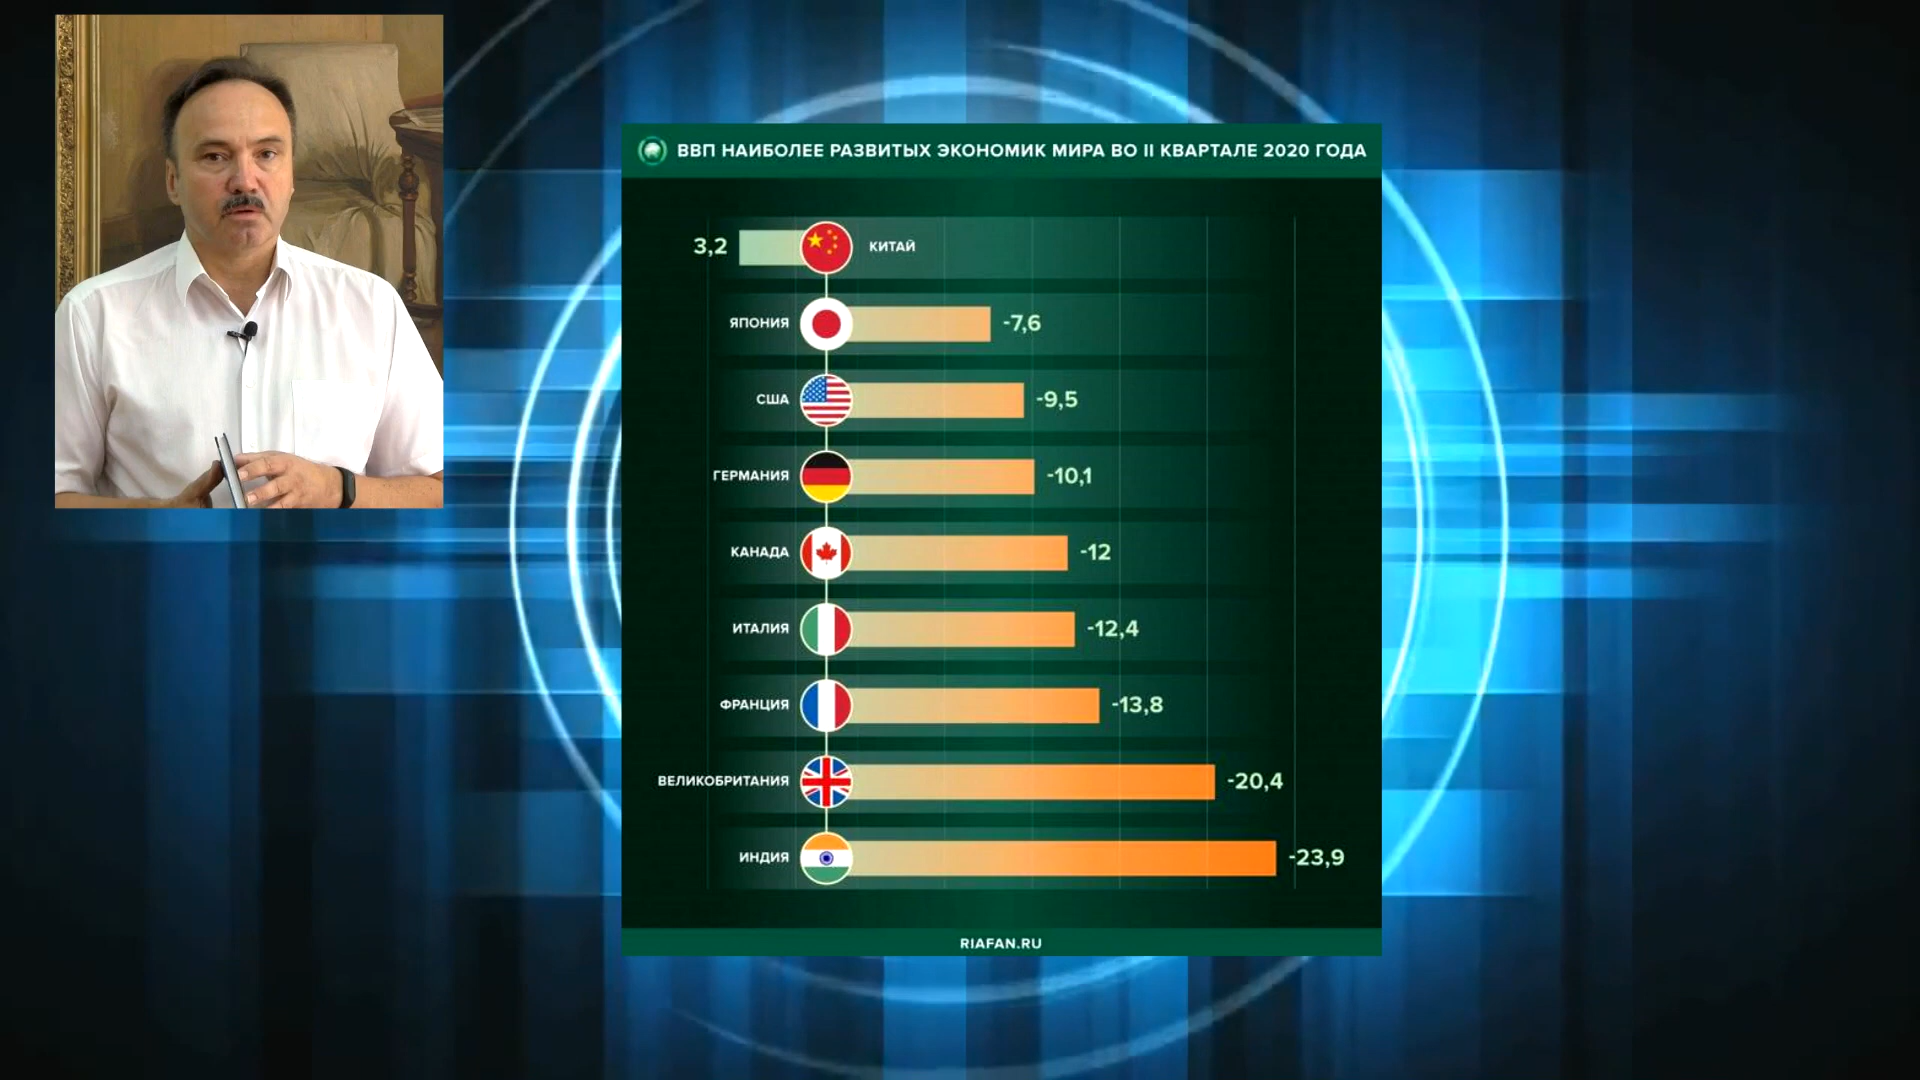 ВВП НАИБОЛЕЕ РАЗВИТЫХ ЭКОНОМИК МИРА ВО II КВАРТАЛЕ 2020 ГОДА
3,2 КИТАЙ
ЯПОНИЯ -7,6
США -9,5
ГЕРМАНИЯ -10,1
КАНАДА -12
ИТАЛИЯ -12,4
ФРАНЦИЯ -13,8
ВЕЛИКОБРИТАНИЯ -20,4
ИНДИЯ -23,9
RIAFAN.RU